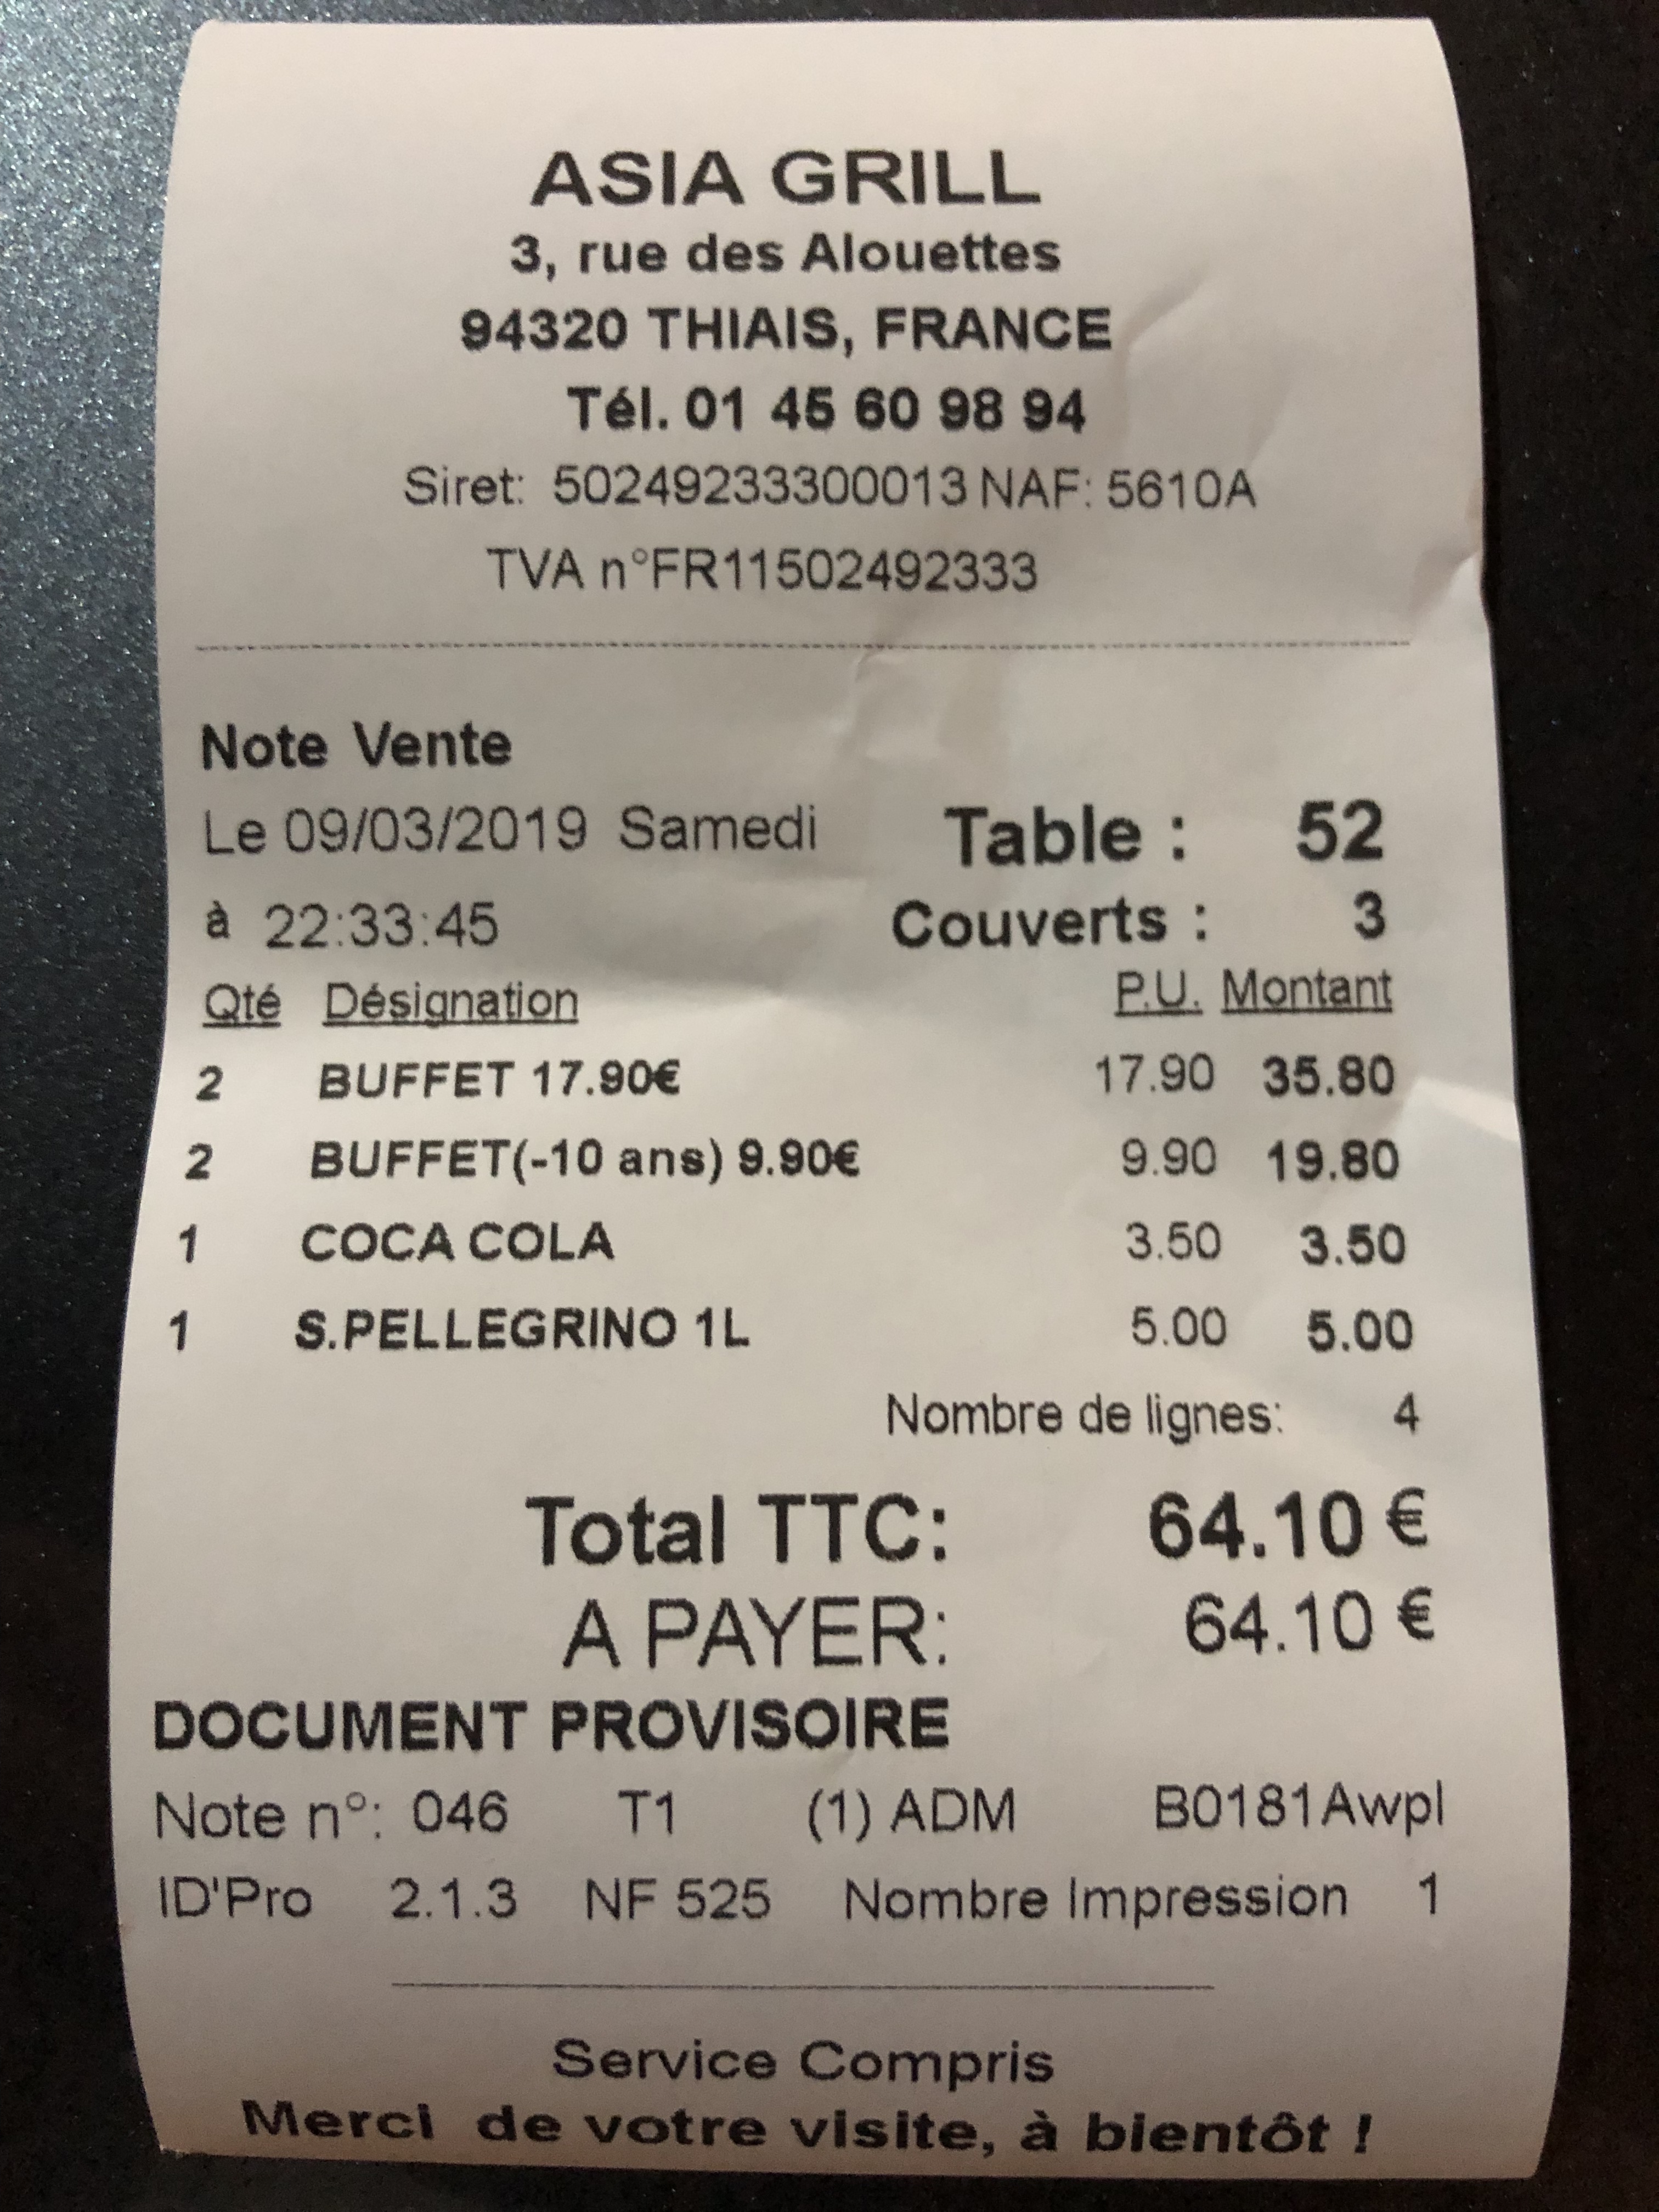 ASIA GRILL
3, rue des Alouettes
94320 THIAIS, FRANCE
Tél. 01 45 60 98 94
Siret: 50249233300013 NAF: 5610A
TVA n°FR11502492333
Note Vente
Le 09/03/2019 Samedi Table : 52
à 22:33:45 Couverts : 3
Qté Désignation P.U. Montant
2 BUFFET 17.90€ 17.90 35.80
2 BUFFET(-10 ans) 9.90€ 9.90 19.80
1 COCA COLA 3.50 3.50
1 S.PELLEGRINO 1L 5.00 5.00
Nombre de lignes: 4
Total TTC: 64.10 €
A PAYER: 64.10 €
DOCUMENT PROVISOIRE
Note n°: 046 T1 (1) ADM B0181Awpl
ID'Pro 2.1.3 NF 525 Nombre Impression 1
Service Compris
Merci de votre visite, à bientôt !